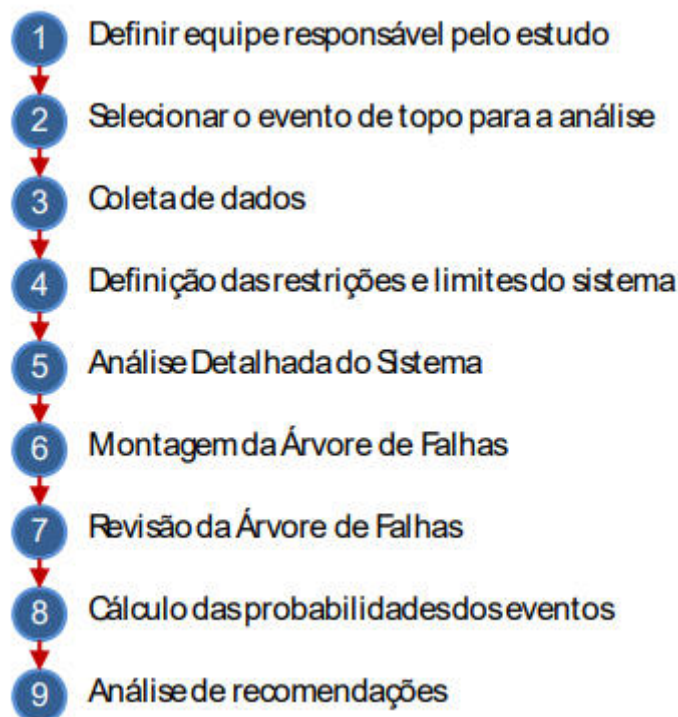 1 Definir equipe responsável pelo estudo
2 Selecionar o evento de topo para a análise
3 Coleta de dados
4 Definição das restrições e limites do sistema
5 Análise Detalhada do Sistema
6 Montagem da Árvore de Falhas
7 Revisão da Árvore de Falhas
8 Cálculo das probabilidades dos eventos
9 Análise de recomendações